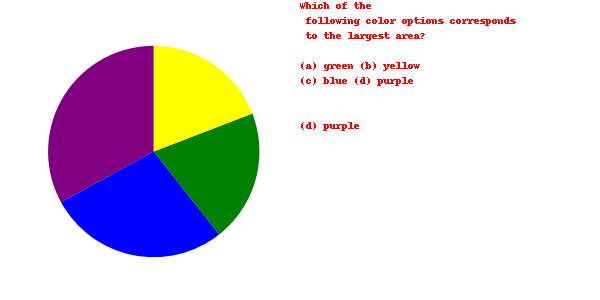 Which of the
following color options corresponds
to the largest area?
(a) green (b) yellow
(c) blue (d) purple
(d) purple